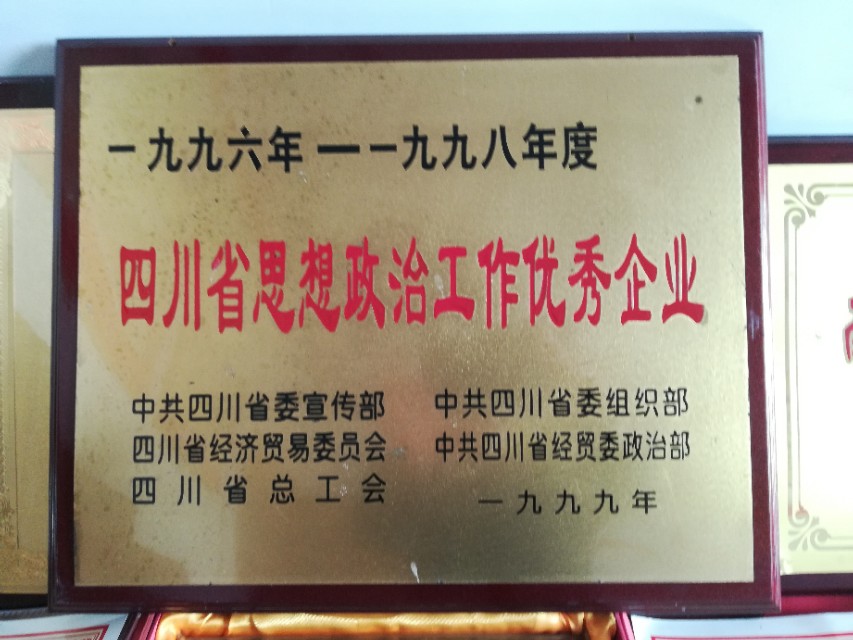 一九九六年——一九九八年度
四川省思想政治工作优秀企业
中共四川省委宣传部 中共四川省委组织部
四川省经济贸易委员会 中共四川省经贸委政治部
四川省总工会 一九九九年